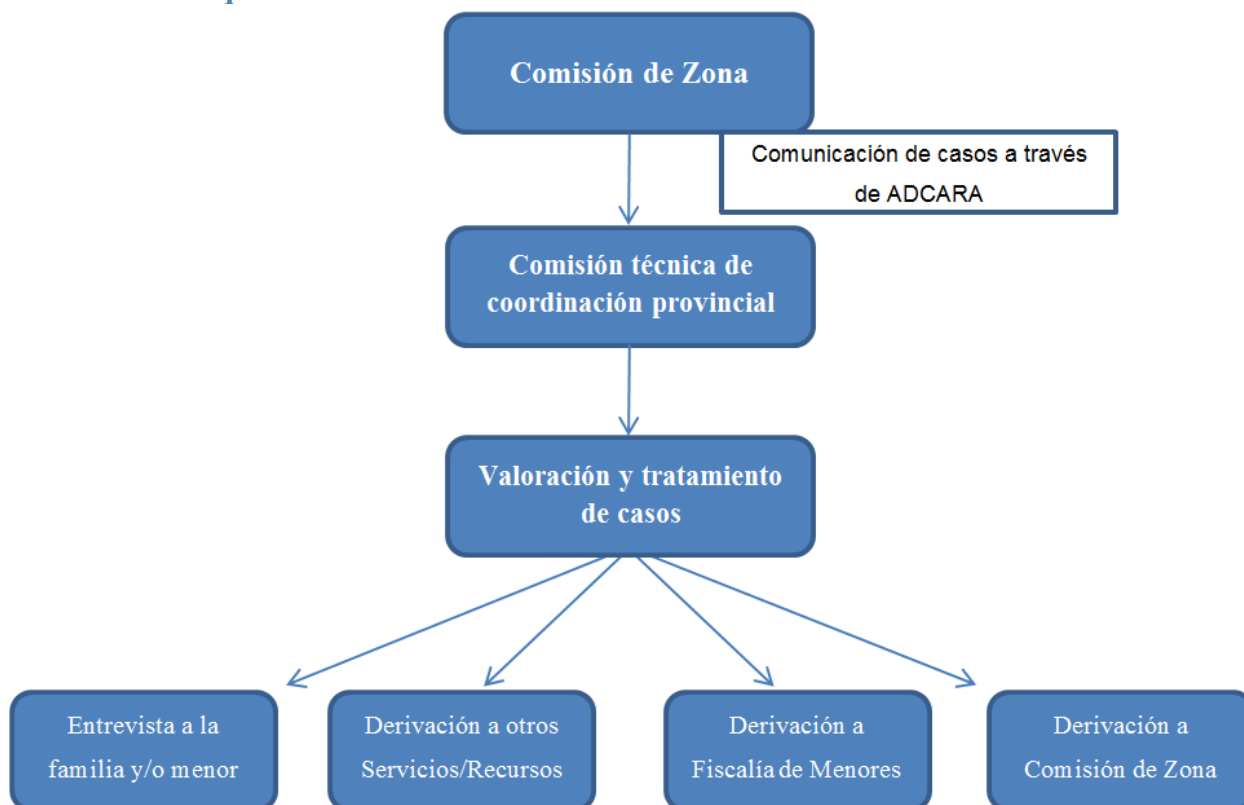 Comisión de Zona
Comunicación de casos a través
de ADCARA
Comisión técnica de
coordinación provincial
Valoración y tratamiento
de casos
Entrevista a la
familia y/o menor
Derivación a otros
Servicios/Recursos
Derivación a
Fiscalía de Menores
Derivación a
Comisión de Zona